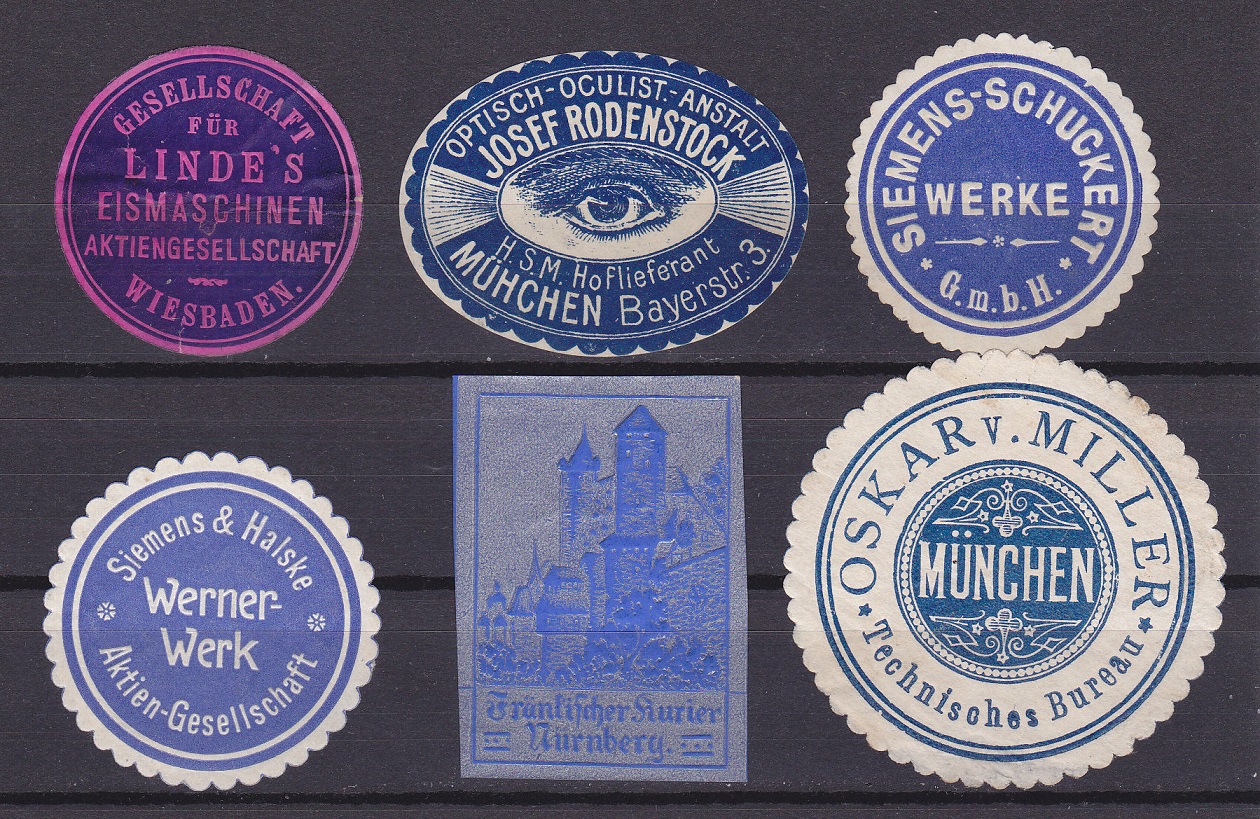 GESELLSCHAFT
FÜR
LINDE'S
EISMASCHINEN
AKTIENGESELLSCHAFT
WIESBADEN.
OPTISCH-OCULIST.-ANSTALT
JOSEF RODENSTOCK
H.S.M. Hoflieferant
MÜHCHEN Bayerstr. 3.
SIEMENS-SCHUCKERT
WERKE
* G.m.b.H. *
Siemens & Halske
Werner-
Werk
Aktien-Gesellschaft
Fränkischer Kurier
Nürnberg.
OSKAR v. MILLER
MÜNCHEN
* Technisches Bureau *